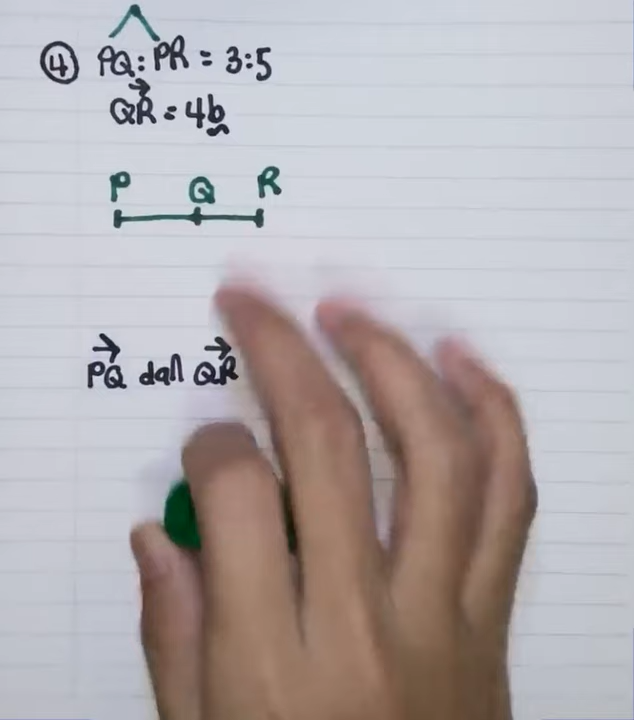 ④ PQ:PR = 3:5
QR = 4b
P Q R
PQ dan QR